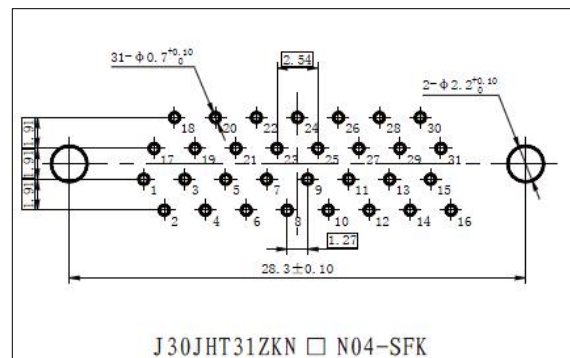 31-ф0.7 +0.10 0
2.54
2-ф2.2 +0.10 0
18 20 22 24 26 28 30
1.91
17 19 21 23 25 27 29 31
1.91
1 3 5 7 9 11 13 15
1.91
2 4 6 8 10 12 14 16
1.27
28.3±0.10
J30JHT31ZKN □ N04-SFK